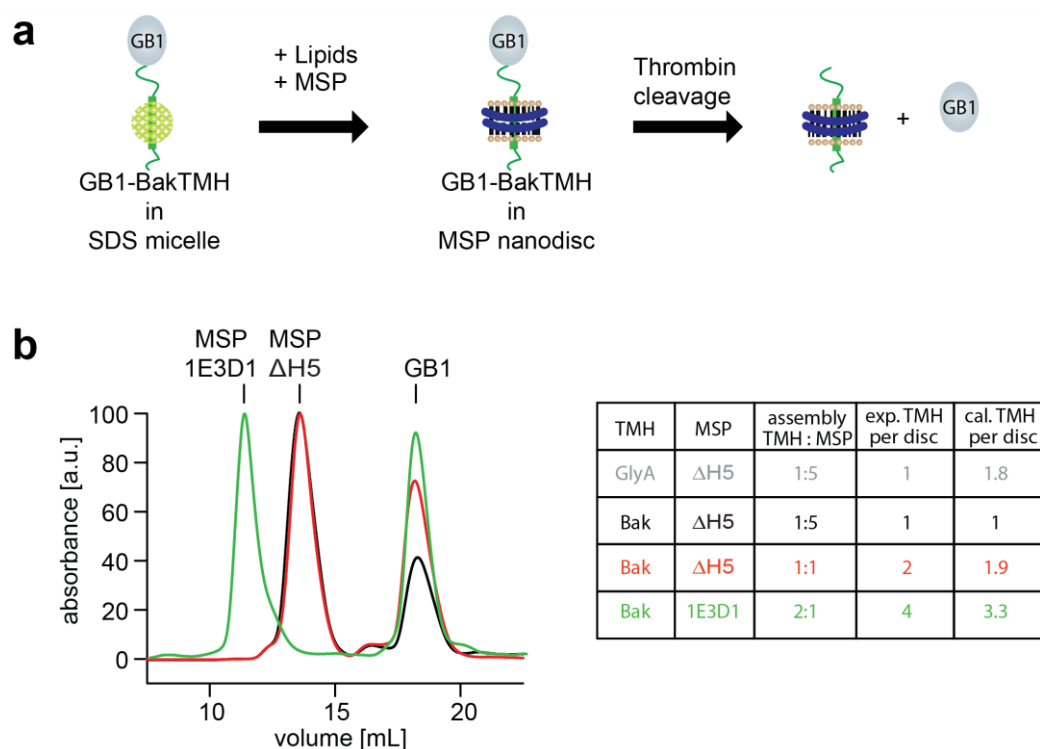 a
GB1
+ Lipids
+ MSP
GB1
Thrombin
cleavage
+
GB1
GB1-BakTMH
in
SDS micelle
GB1-BakTMH
in
MSP nanodisc
b
MSP
1E3D1
MSP
ΔH5
GB1
100
80
60
40
20
0
absorbance [a.u.]
10 15 20
volume [mL]
TMH MSP assembly TMH : MSP exp. TMH per disc cal. TMH per disc
GlyA ΔH5 1:5 1 1.8
Bak ΔH5 1:5 1 1
Bak ΔH5 1:1 2 1.9
Bak 1E3D1 2:1 4 3.3